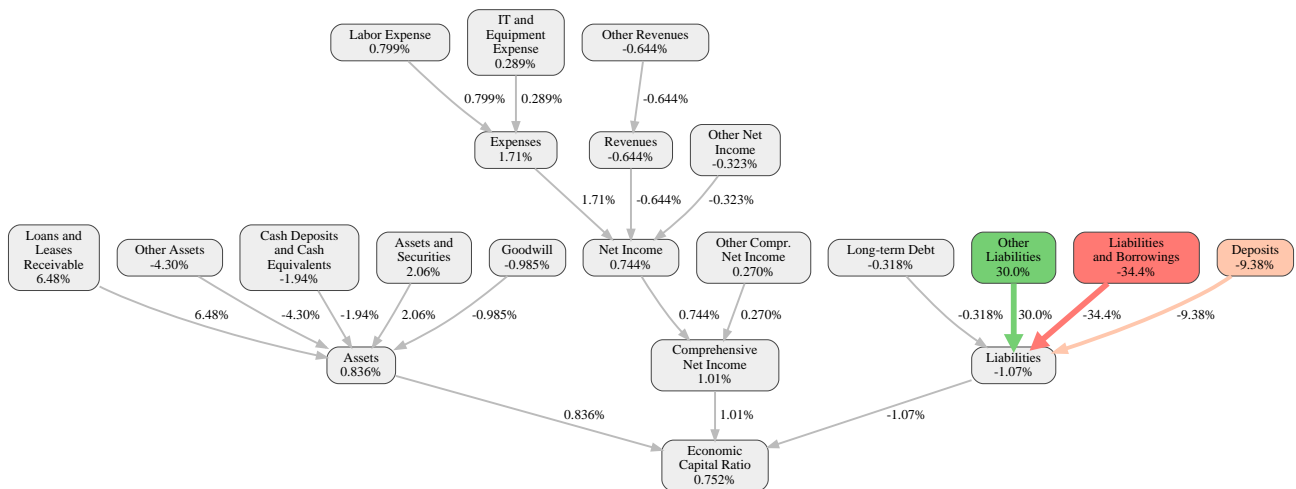 Labor Expense
0.799%
IT and
Equipment
Expense
0.289%
Other Revenues
-0.644%
0.799%
0.289%
-0.644%
Expenses
1.71%
Revenues
-0.644%
Other Net
Income
-0.323%
1.71%
-0.644%
-0.323%
Loans and
Leases
Receivable
6.48%
Other Assets
-4.30%
Cash Deposits
and Cash
Equivalents
-1.94%
Assets and
Securities
2.06%
Goodwill
-0.985%
Net Income
0.744%
Other Compr.
Net Income
0.270%
Long-term Debt
-0.318%
Other
Liabilities
30.0%
Liabilities
and Borrowings
-34.4%
Deposits
-9.38%
6.48%
-4.30%
-1.94%
2.06%
-0.985%
0.744%
0.270%
-0.318%
30.0%
-34.4%
-9.38%
Assets
0.836%
Comprehensive
Net Income
1.01%
Liabilities
-1.07%
0.836%
1.01%
-1.07%
Economic
Capital Ratio
0.752%